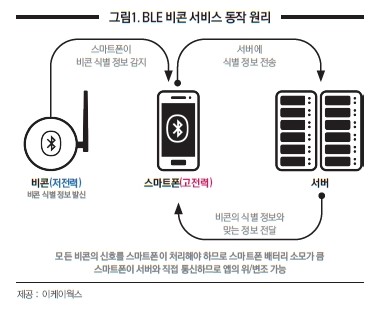 그림1. BLE 비콘 서비스 동작 원리
스마트폰이
비콘 식별 정보 감지
서버에
식별 정보 전송
비콘(저전력)
비콘 식별 정보 발신
스마트폰(고전력)
서버
비콘의 식별 정보와
맞는 정보 전달
모든 비콘의 신호를 스마트폰이 처리해야 하므로 스마트폰 배터리 소모가 큼
스마트폰이 서버와 직접 통신하므로 앱의 위/변조 가능
제공 : 이케이웍스